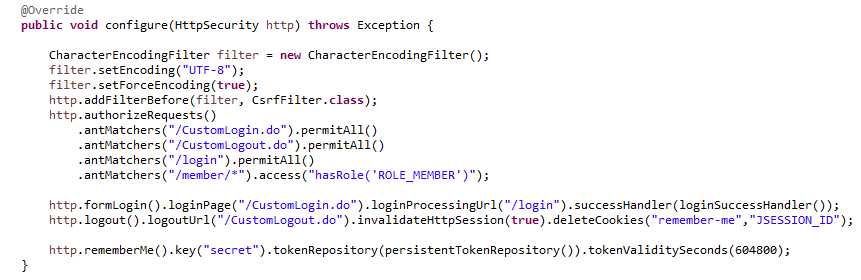 @Override
public void configure(HttpSecurity http) throws Exception {
CharacterEncodingFilter filter = new CharacterEncodingFilter();
filter.setEncoding("UTF-8");
filter.setForceEncoding(true);
http.addFilterBefore(filter, CsrfFilter.class);
http.authorizeRequests()
.antMatchers("/CustomLogin.do").permitAll()
.antMatchers("/CustomLogout.do").permitAll()
.antMatchers("/login").permitAll()
.antMatchers("/member/*").access("hasRole('ROLE_MEMBER')");
http.formLogin().loginPage("/CustomLogin.do").loginProcessingUrl("/login").successHandler(loginSuccessHandler());
http.logout().logoutUrl("/CustomLogout.do").invalidateHttpSession(true).deleteCookies("remember-me","JSESSION_ID");
http.rememberMe().key("secret").tokenRepository(persistentTokenRepository()).tokenValiditySeconds(604800);
}